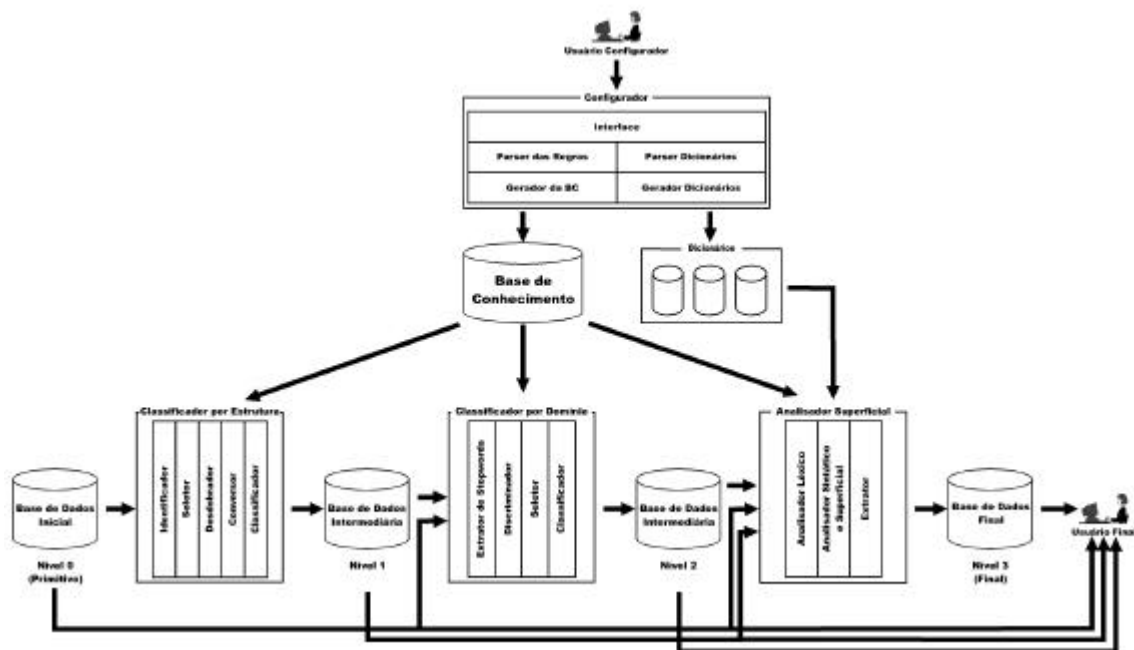 Usuário Configurador
Configurador
Interface
Parser das Regras
Parser Dicionários
Gerador da BC
Gerador Dicionários
Dicionários
Base de
Conhecimento
Classificador por Estrutura
Classificador por Domínio
Analisador Superficial
Identificador
Seletor
Conversor
Classificador
Extrator de Stopwords
Discriminador
Seletor
Classificador
Analisador Léxico
Analisador Sintático
e Superficial
Extrator
Base de Dados
Inicial
Base de Dados
Intermediária
Base de Dados
Intermediária
Base de Dados
Final
Usuário Final
Nível 0
(Primitivo)
Nível 1
Nível 2
Nível 3
(Final)